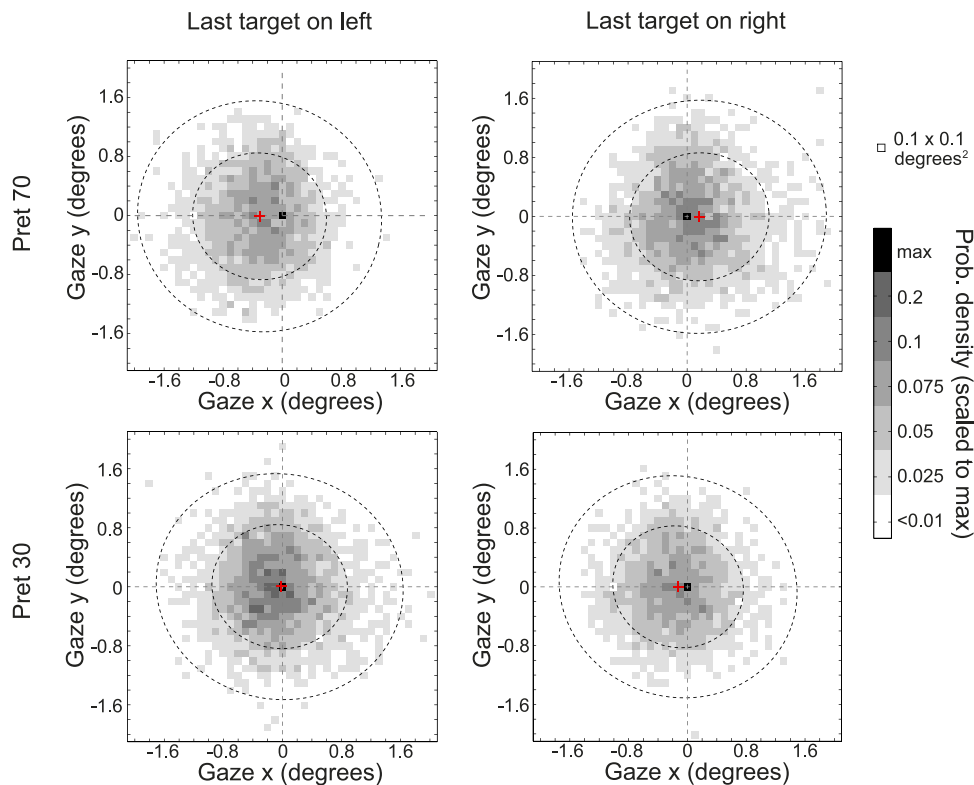 Last target on left
Last target on right
Pret 70
Gaze y (degrees)
1.6
0.8
0
-0.8
-1.6
-1.6
-0.8
0
0.8
1.6
Gaze x (degrees)
Gaze y (degrees)
1.6
0.8
0
-0.8
-1.6
-1.6
-0.8
0
0.8
1.6
Gaze x (degrees)
0.1 x 0.1
degrees²
max
0.2
0.1
0.075
0.05
0.025
<0.01
Prob. density (scaled to max)
Pret 30
Gaze y (degrees)
1.6
0.8
0
-0.8
-1.6
-1.6
-0.8
0
0.8
1.6
Gaze x (degrees)
Gaze y (degrees)
1.6
0.8
0
-0.8
-1.6
-1.6
-0.8
0
0.8
1.6
Gaze x (degrees)